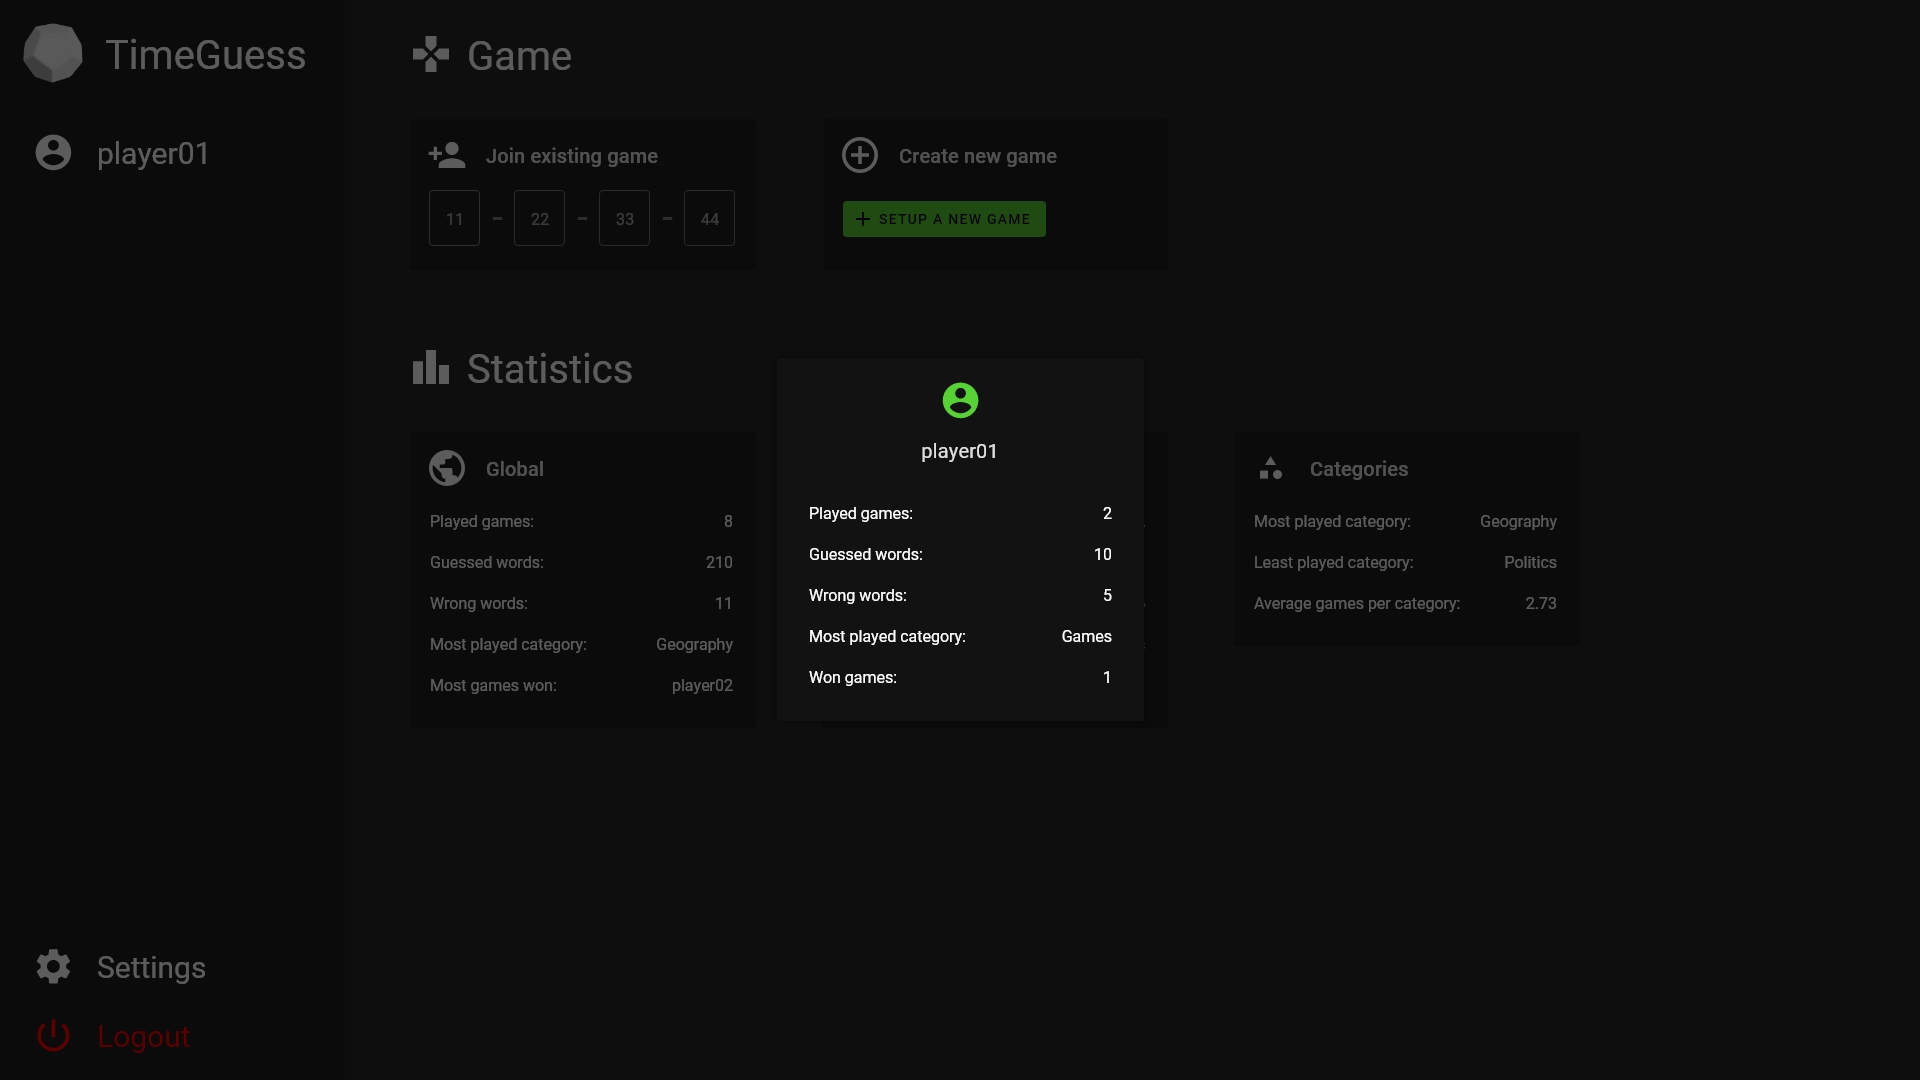 TimeGuess
player01
Settings
Logout
Game
Join existing game
11 - 22 - 33 - 44
Create new game
SETUP A NEW GAME
Statistics
Global
Played games: 8
Guessed words: 210
Wrong words: 11
Most played category: Geography
Most games won: player02
player01
Played games: 2
Guessed words: 10
Wrong words: 5
Most played category: Games
Won games: 1
Categories
Most played category: Geography
Least played category: Politics
Average games per category: 2.73